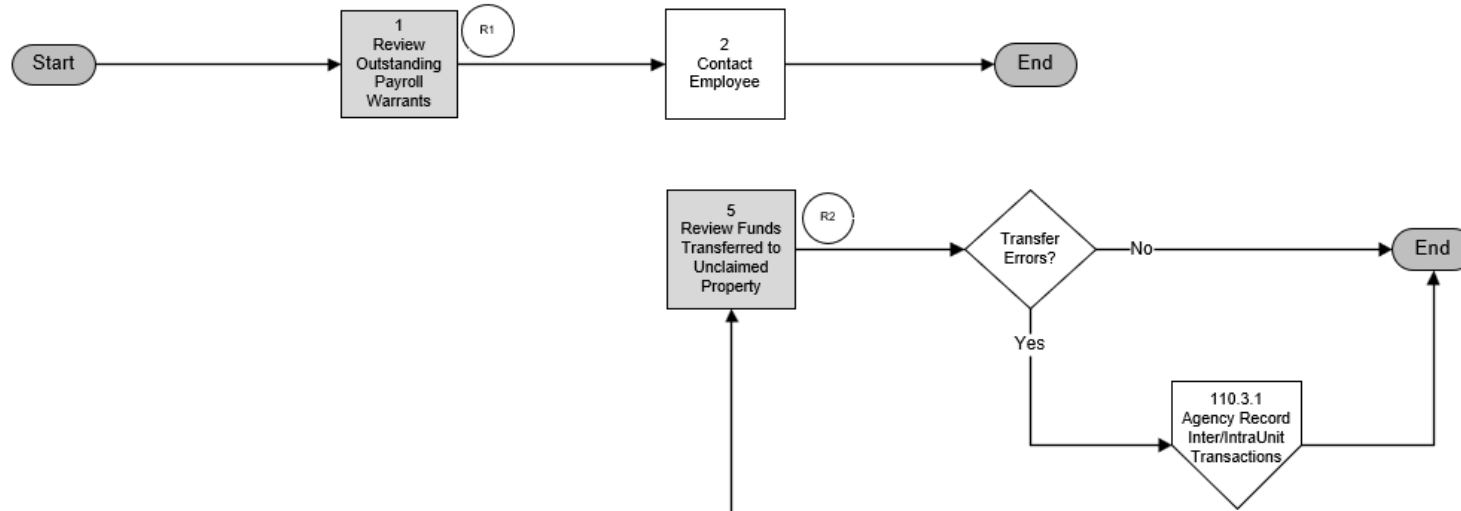 Start
1
Review
Outstanding
Payroll
Warrants
R1
2
Contact
Employee
End
5
Review Funds
Transferred to
Unclaimed
Property
R2
Transfer
Errors?
No
End
Yes
110.3.1
Agency Record
Inter/IntraUnit
Transactions